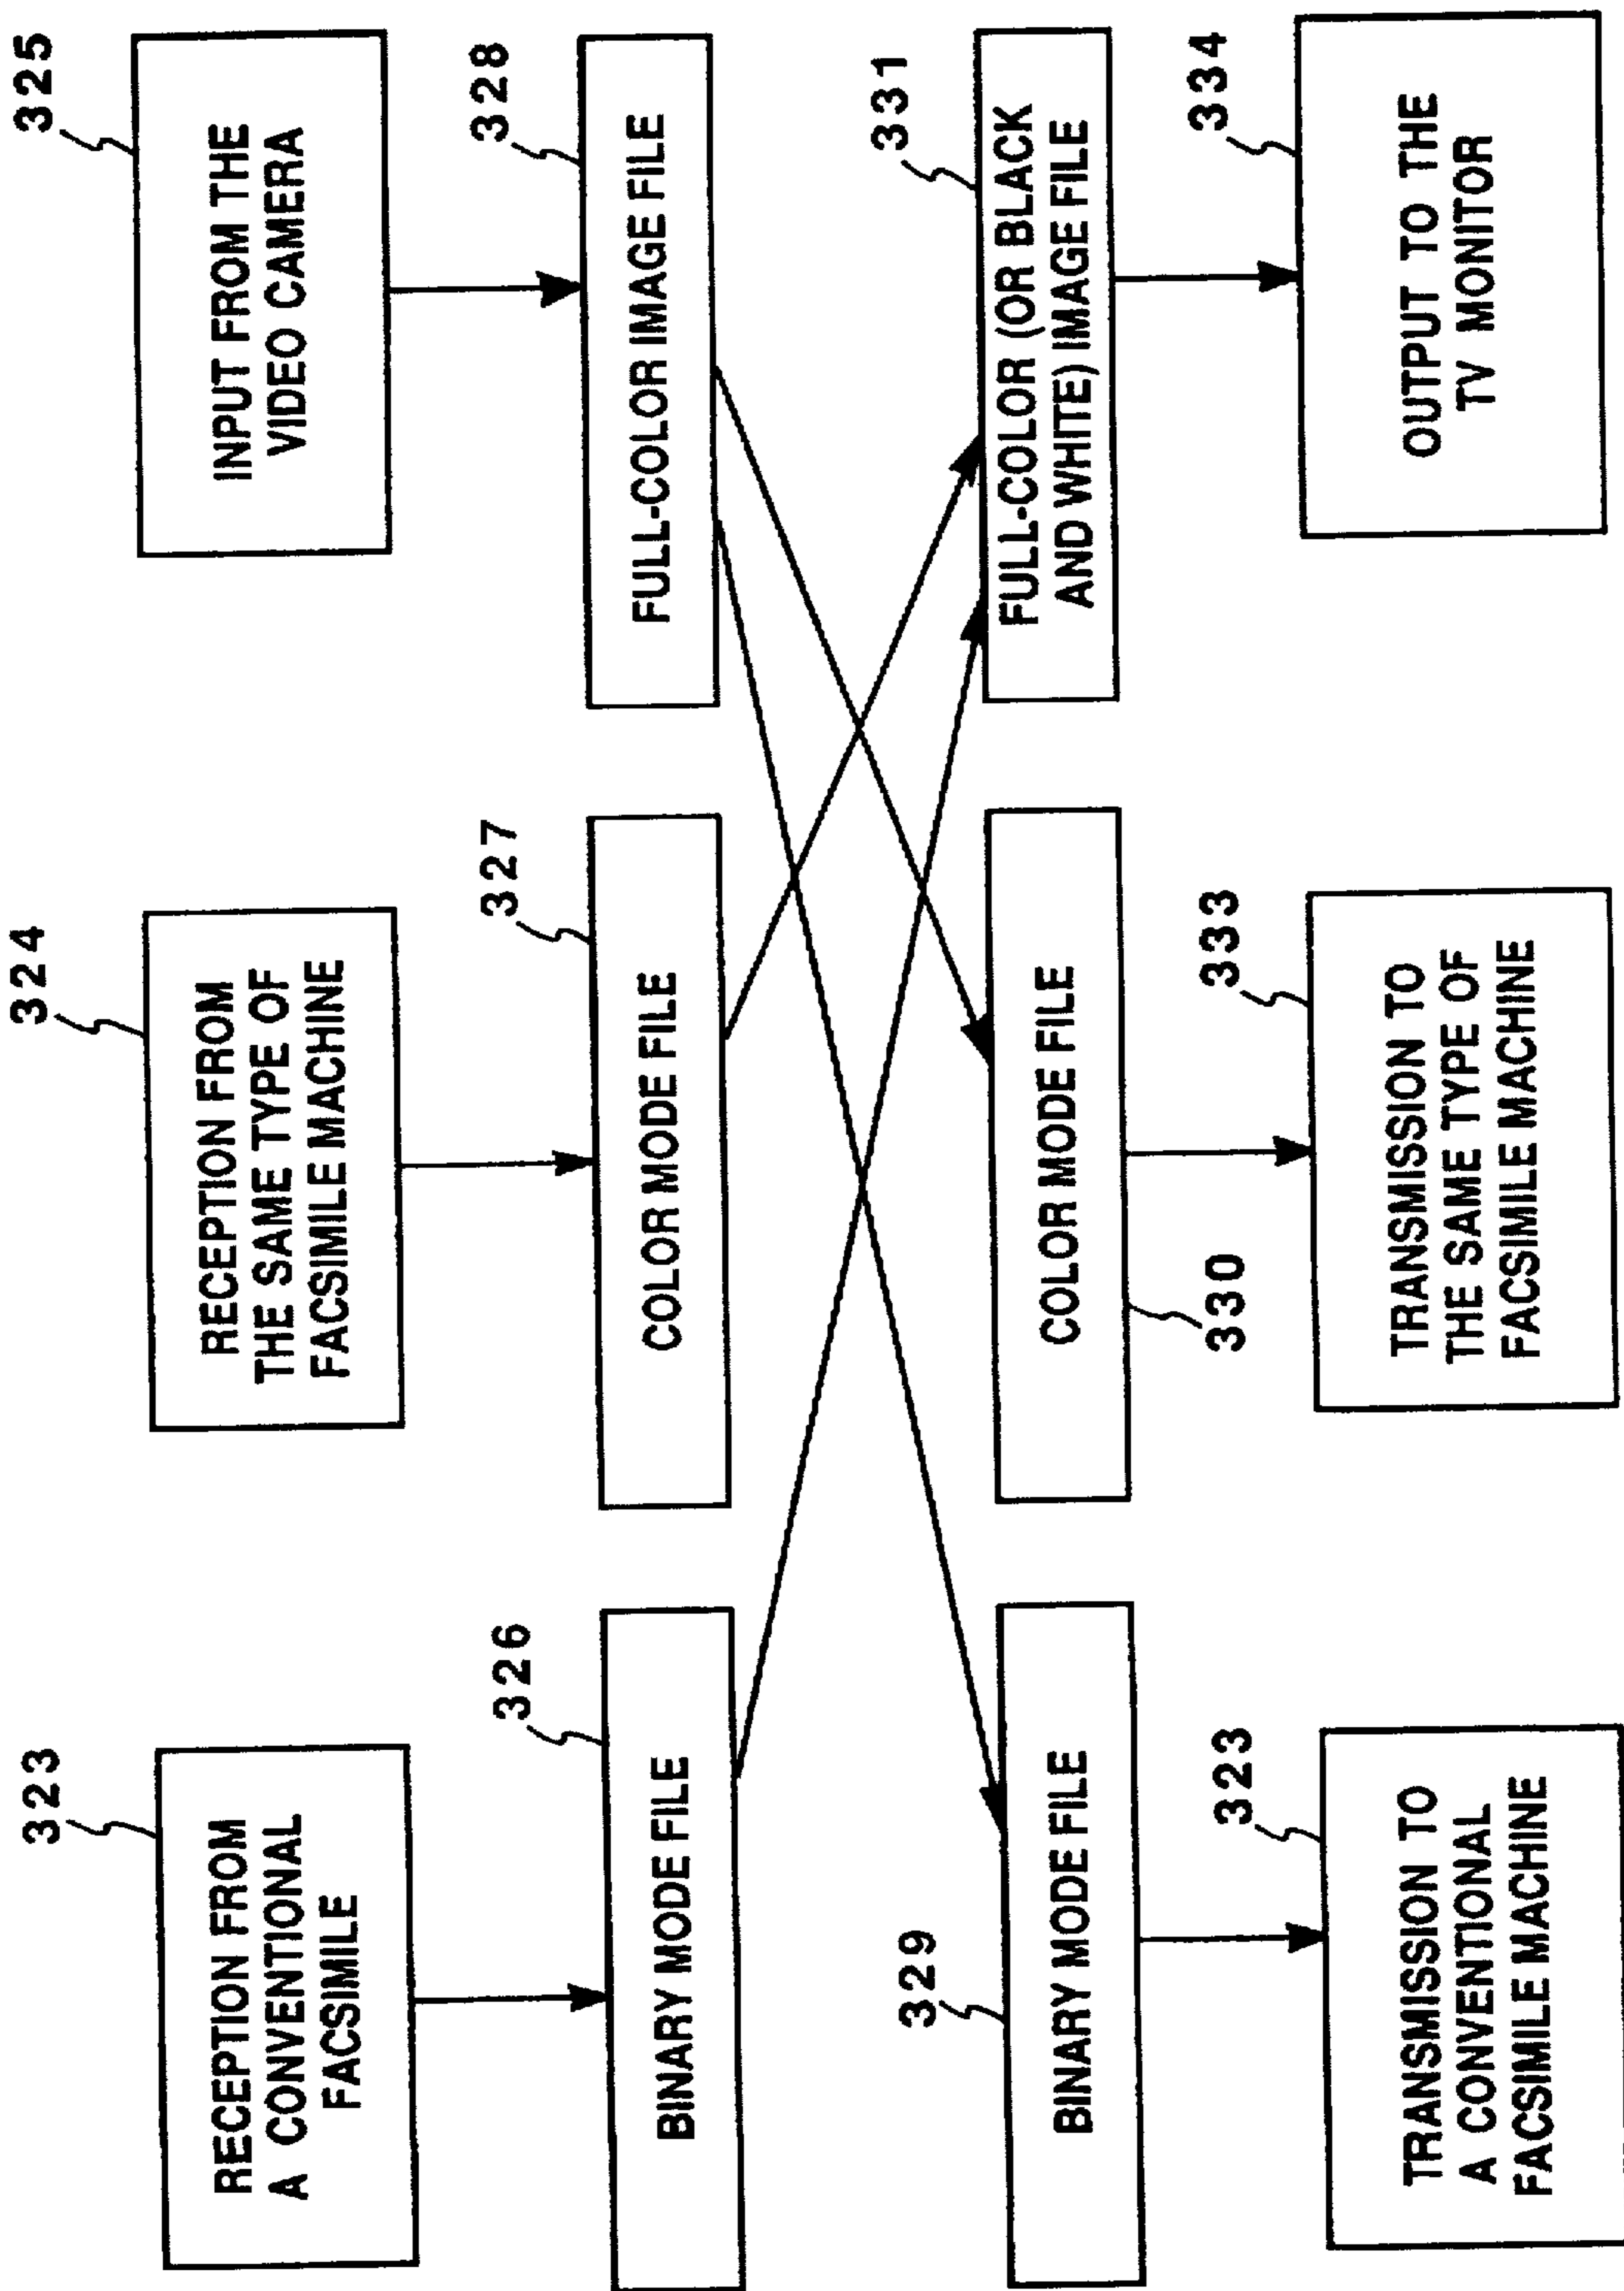 323
RECEPTION FROM
A CONVENTIONAL
FACSIMILE
324
RECEPTION FROM
THE SAME TYPE OF
FACSIMILE MACHINE
325
INPUT FROM THE
VIDEO CAMERA
326
BINARY MODE FILE
327
COLOR MODE FILE
328
FULL-COLOR IMAGE FILE
329
BINARY MODE FILE
COLOR MODE FILE
330
331
FULL-COLOR (OR BLACK
AND WHITE) IMAGE FILE
323
TRANSMISSION TO
A CONVENTIONAL
FACSIMILE MACHINE
333
TRANSMISSION TO
THE SAME TYPE OF
FACSIMILE MACHINE
334
OUTPUT TO THE
TV MONITOR